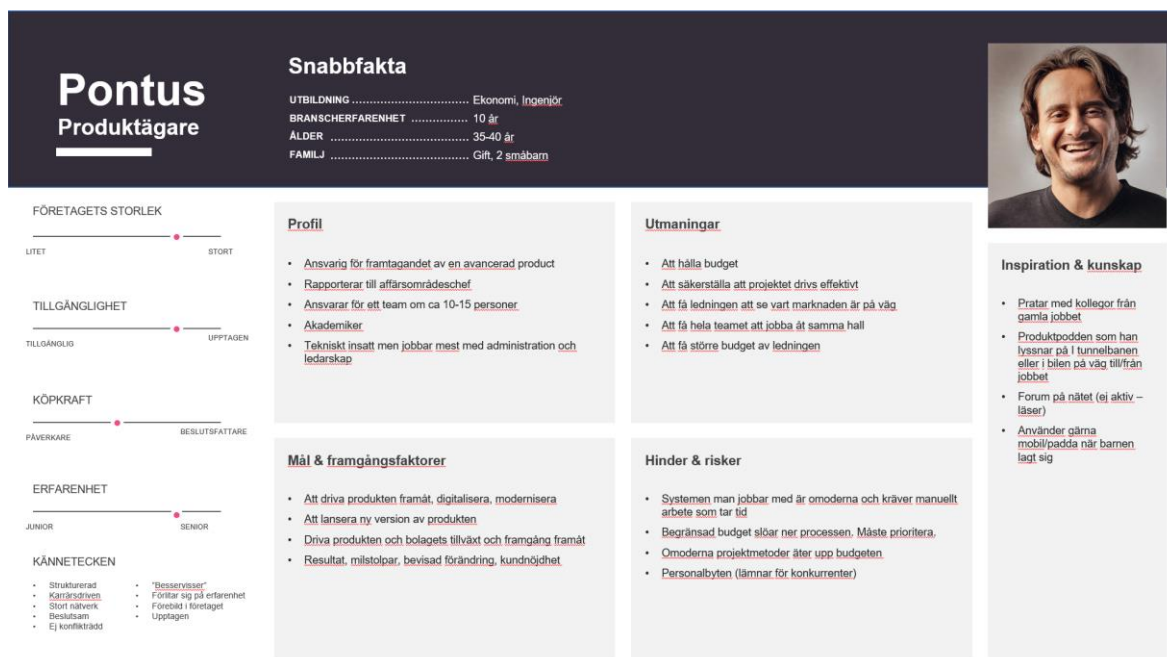 Pontus
Produktägare
Snabbfakta
UTBILDNING ................................. Ekonomi, Ingenjör
BRANSCHERFARENHET ................ 10 år
ÅLDER ....................................... 35-40 år
FAMILJ ....................................... Gift, 2 småbarn
FÖRETAGETS STORLEK
LITET STORT
TILLGÄNGLIGHET
TILLGÄNGLIG UPPTAGEN
KÖPKRAFT
PÅVERKARE BESLUTSFATTARE
ERFARENHET
JUNIOR SENIOR
KÄNNETECKEN
• Strukturerad
• Karrärsdriven
• Stort nätverk
• Beslutsam
• Ej konflikträdd
• "Besservisser"
• Förlitar sig på erfarenhet
• Förebild i företaget
• Upptagen
Profil
• Ansvarig för framtagandet av en avancerad product
• Rapporterar till affärsområdeschef
• Ansvarar för ett team om ca 10-15 personer
• Akademiker
• Tekniskt insatt men jobbar mest med administration och
ledarskap
Utmaningar
• Att hålla budget
• Att säkerställa att projektet drivs effektivt
• Att få ledningen att se vart marknaden är på väg
• Att få hela teamet att jobba åt samma hall
• Att få större budget av ledningen
Mål & framgångsfaktorer
• Att driva produkten framåt, digitalisera, modernisera
• Att lansera ny version av produkten
• Driva produkten och bolagets tillväxt och framgång framåt
• Resultat, milstolpar, bevisad förändring, kundnöjdhet
Hinder & risker
• Systemen man jobbar med är omoderna och kräver manuellt
arbete som tar tid
• Begränsad budget slöar ner processen. Måste prioritera.
• Omoderna projektmetoder äter upp budgeten
• Personalbyten (lämnar för konkurrenter)
Inspiration & kunskap
• Pratar med kollegor från
gamla jobbet
• Produktpodden som han
lyssnar på I tunnelbanen
eller i bilen på väg till/från
jobbet
• Forum på nätet (ej aktiv –
läser)
• Använder gärna
mobil/padda när barnen
lagt sig